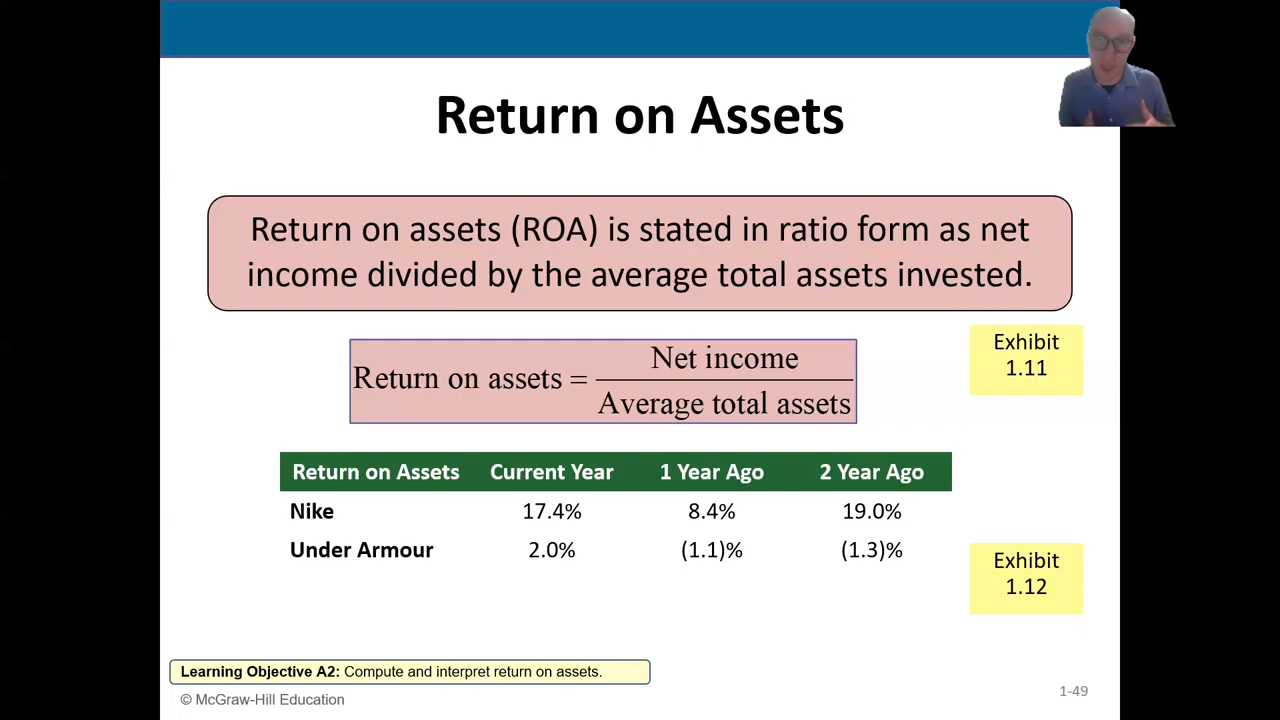 Return on Assets
Return on assets (ROA) is stated in ratio form as net
income divided by the average total assets invested.
Return on assets = Net income
Average total assets
Exhibit
1.11
Return on Assets Current Year 1 Year Ago 2 Year Ago
Nike 17.4% 8.4% 19.0%
Under Armour 2.0% (1.1)% (1.3)%
Exhibit
1.12
Learning Objective A2: Compute and interpret return on assets.
© McGraw-Hill Education
1-49